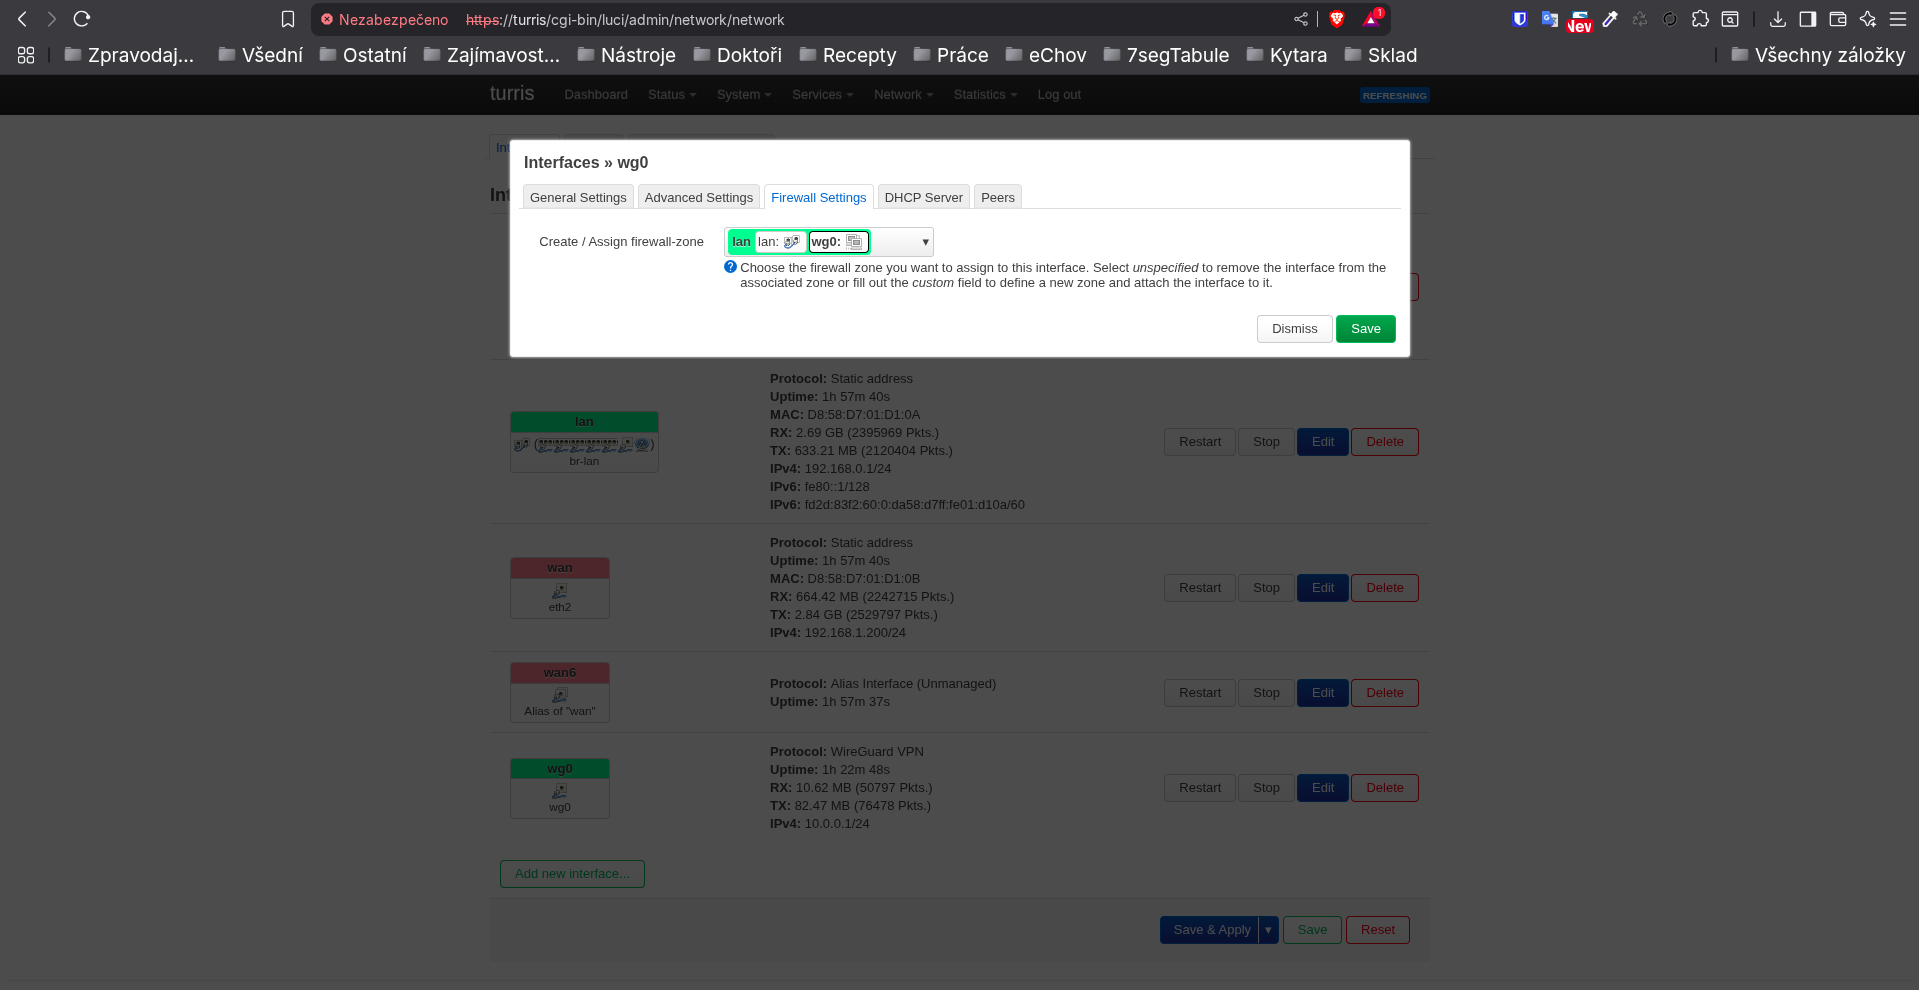 Nezabezpečeno https://turris/cgi-bin/luci/admin/network/network 1 New
Zpravodaj... Všední Ostatní Zajímavost... Nástroje Doktoři Recepty Práce eChov 7segTabule Kytara Sklad Všechny záložky
turris Dashboard Status System Services Network Statistics Log out REFRESHING
Interfaces » wg0
General Settings Advanced Settings Firewall Settings DHCP Server Peers
Create / Assign firewall-zone lan lan: wg0:
Choose the firewall zone you want to assign to this interface. Select unspecified to remove the interface from the
associated zone or fill out the custom field to define a new zone and attach the interface to it.
Dismiss Save
lan
br-lan
Protocol: Static address
Uptime: 1h 57m 40s
MAC: D8:58:D7:01:D1:0A
RX: 2.69 GB (2395969 Pkts.)
TX: 633.21 MB (2120404 Pkts.)
IPv4: 192.168.0.1/24
IPv6: fe80::1/128
IPv6: fd2d:83f2:60:0:da58:d7ff:fe01:d10a/60
Restart Stop Edit Delete
wan
eth2
Protocol: Static address
Uptime: 1h 57m 40s
MAC: D8:58:D7:01:D1:0B
RX: 664.42 MB (2242715 Pkts.)
TX: 2.84 GB (2529797 Pkts.)
IPv4: 192.168.1.200/24
Restart Stop Edit Delete
wan6
Alias of "wan"
Protocol: Alias Interface (Unmanaged)
Uptime: 1h 57m 37s
Restart Stop Edit Delete
wg0
wg0
Protocol: WireGuard VPN
Uptime: 1h 22m 48s
RX: 10.62 MB (50797 Pkts.)
TX: 82.47 MB (76478 Pkts.)
IPv4: 10.0.0.1/24
Restart Stop Edit Delete
Add new interface...
Save & Apply Save Reset